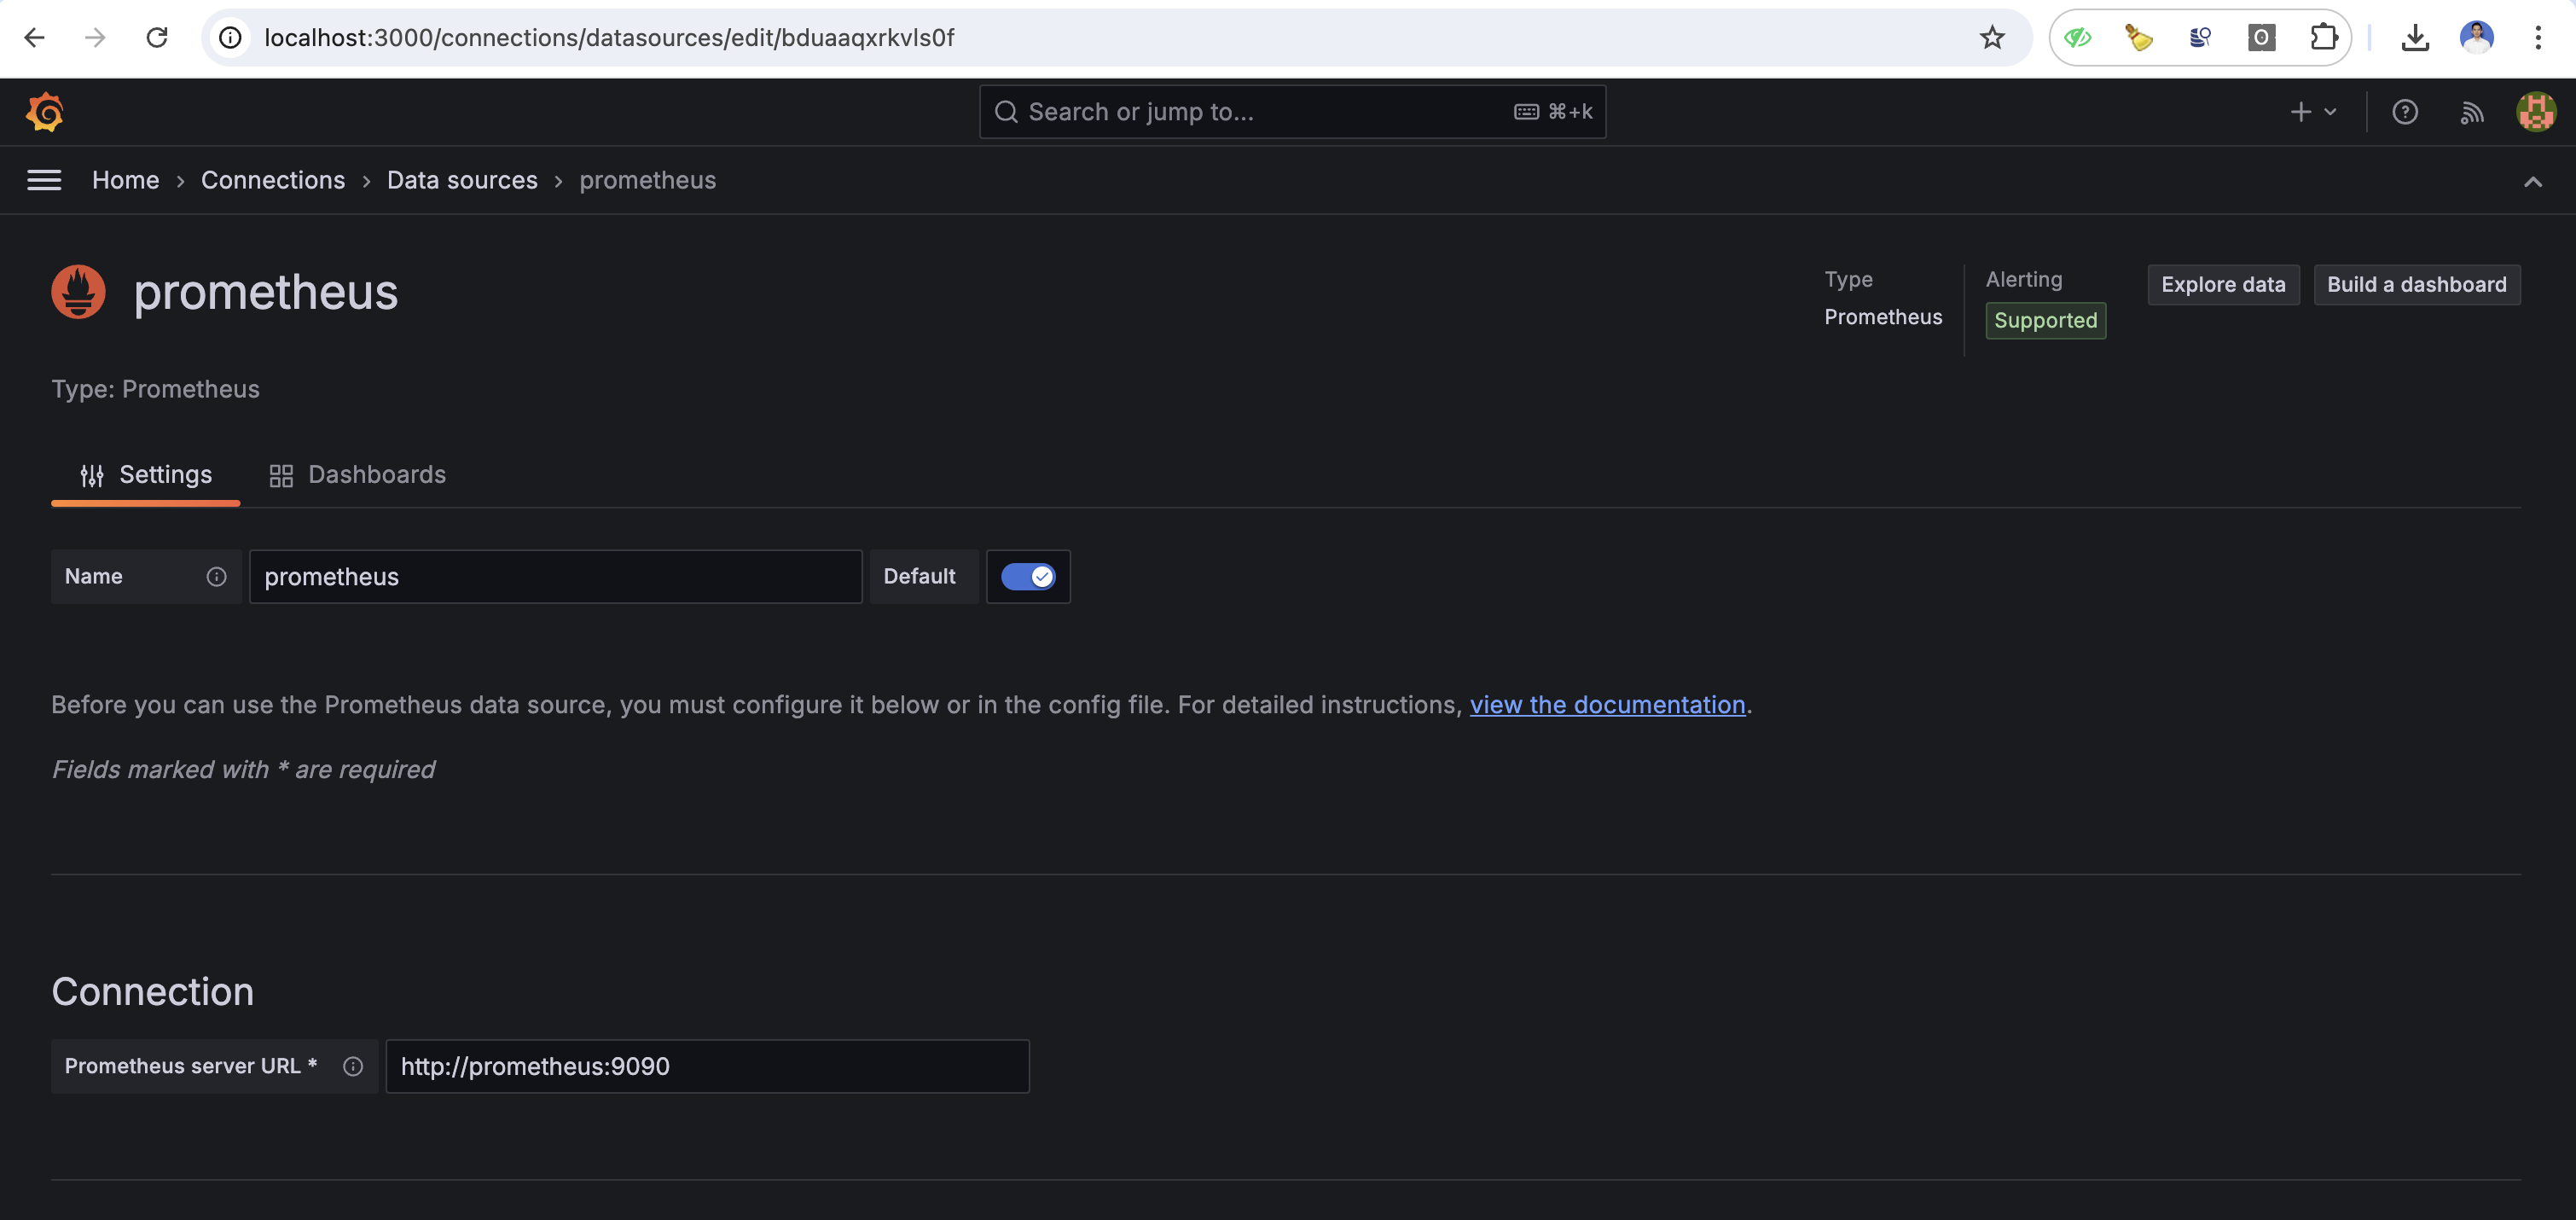 localhost:3000/connections/datasources/edit/bduaaqxrkvls0f
Search or jump to... ⌘+k
Home › Connections › Data sources › prometheus
prometheus
Type
Prometheus
Alerting
Supported
Explore data
Build a dashboard
Type: Prometheus
Settings
Dashboards
Name
prometheus
Default
Before you can use the Prometheus data source, you must configure it below or in the config file. For detailed instructions, view the documentation.
Fields marked with * are required
Connection
Prometheus server URL *
http://prometheus:9090